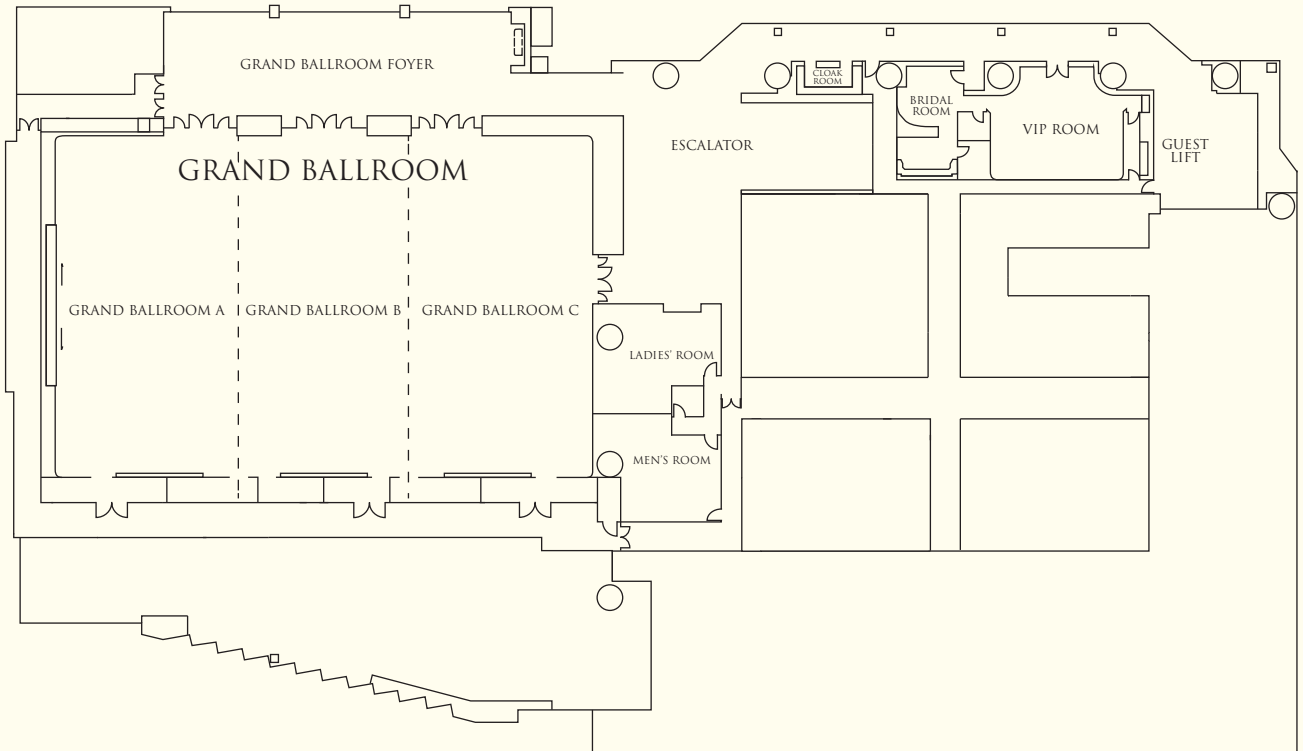 GRAND BALLROOM FOYER
CLOAK
ROOM
BRIDAL
ROOM
VIP ROOM
ESCALATOR
GUEST
LIFT
GRAND BALLROOM
GRAND BALLROOM A
GRAND BALLROOM B
GRAND BALLROOM C
LADIES' ROOM
MEN'S ROOM